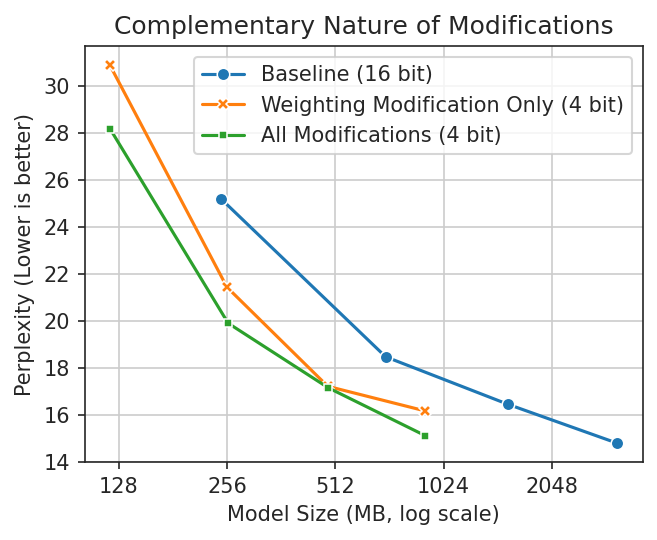 Complementary Nature of Modifications
Baseline (16 bit)
Weighting Modification Only (4 bit)
All Modifications (4 bit)
Perplexity (Lower is better)
30
28
26
24
22
20
18
16
14
128 256 512 1024 2048
Model Size (MB, log scale)